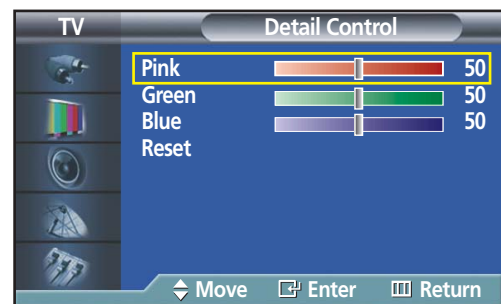 TV Detail Control
Pink 50
Green 50
Blue 50
Reset
Move Enter Return